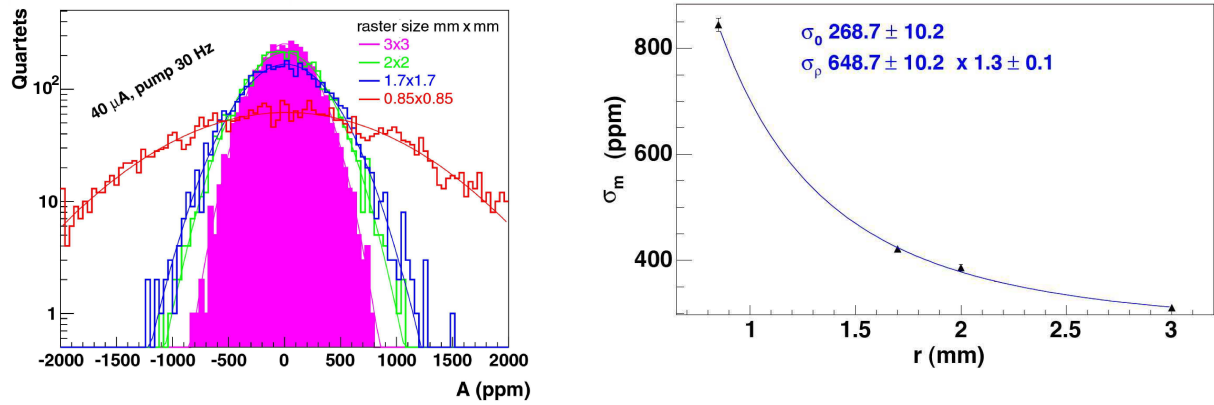 raster size mm x mm
3x3
2x2
1.7x1.7
0.85x0.85
40 μA, pump 30 Hz
Quartets
10²
10
1
-2000 -1500 -1000 -500 0 500 1000 1500 2000
A (ppm)
σ₀ 268.7 ± 10.2
σρ 648.7 ± 10.2 x 1.3 ± 0.1
σm (ppm)
800
600
400
1 1.5 2 2.5 3
r (mm)